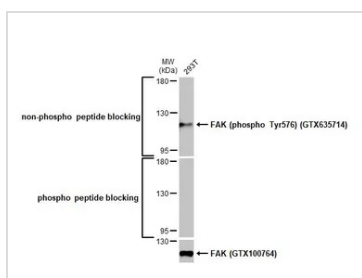 MW
(kDa)
293T
180
non-phospho peptide blocking
130
FAK (phospho Tyr576) (GTX635714)
95
180
phospho peptide blocking
130
95
130
FAK (GTX100764)